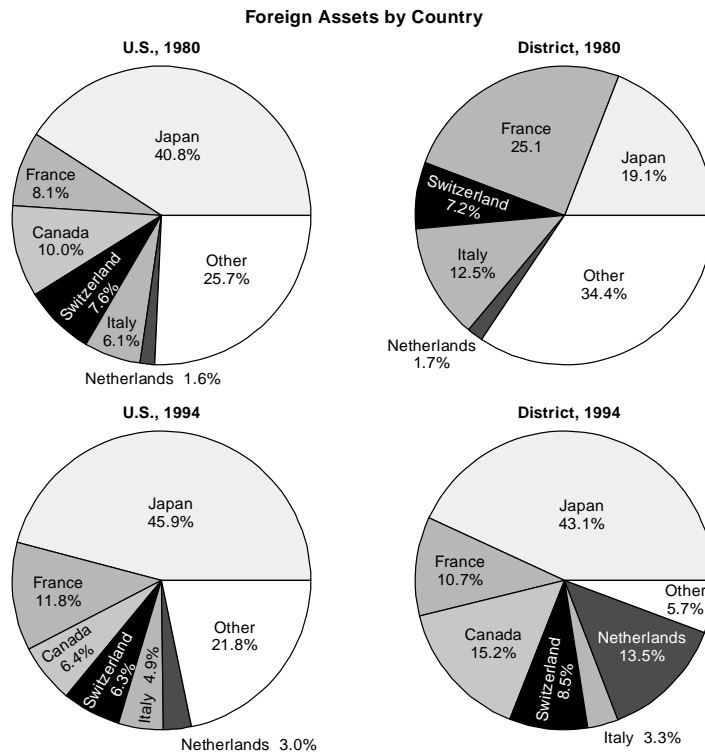 Foreign Assets by Country
U.S., 1980
Japan
40.8%
France
8.1%
Canada
10.0%
Switzerland
7.6%
Italy
6.1%
Netherlands 1.6%
Other
25.7%
District, 1980
France
25.1
Japan
19.1%
Switzerland
7.2%
Italy
12.5%
Other
34.4%
Netherlands
1.7%
U.S., 1994
Japan
45.9%
France
11.8%
Canada
6.4%
Switzerland
6.3%
Italy 4.9%
Other
21.8%
Netherlands 3.0%
District, 1994
Japan
43.1%
France
10.7%
Other
5.7%
Canada
15.2%
Netherlands
13.5%
Switzerland
8.5%
Italy 3.3%